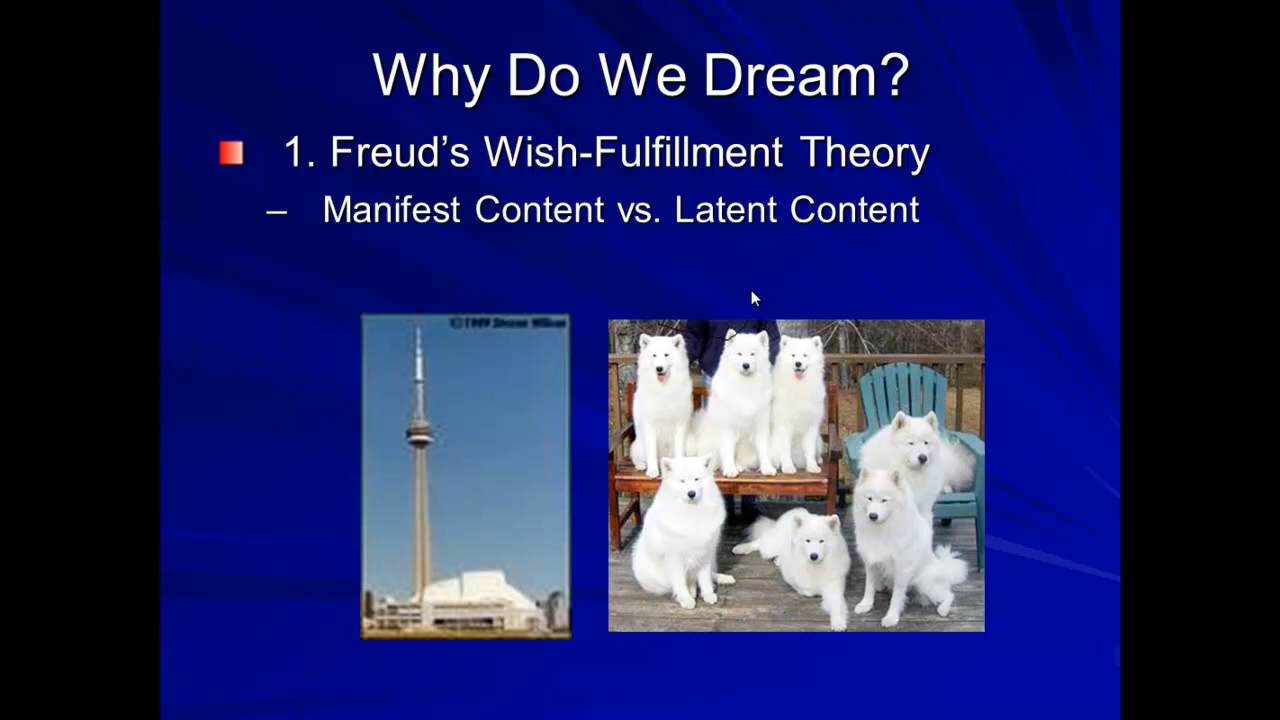 Why Do We Dream?
1. Freud’s Wish-Fulfillment Theory
– Manifest Content vs. Latent Content